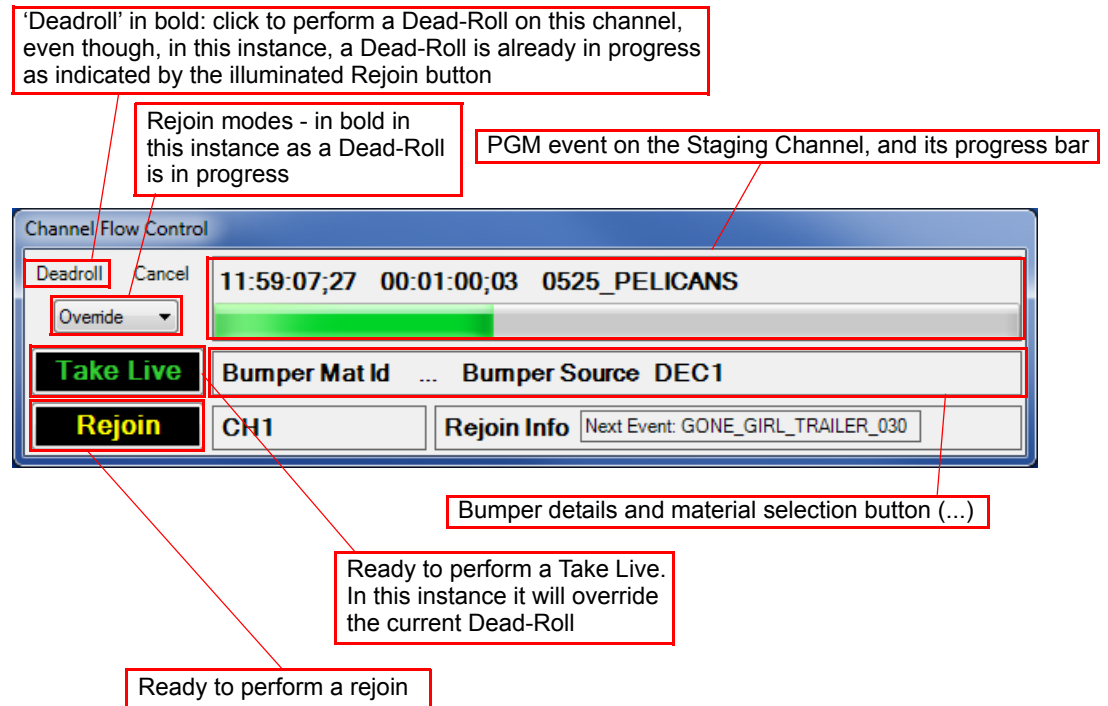 'Deadroll' in bold: click to perform a Dead-Roll on this channel,
even though, in this instance, a Dead-Roll is already in progress
as indicated by the illuminated Rejoin button
Rejoin modes - in bold in
this instance as a Dead-Roll
is in progress
PGM event on the Staging Channel, and its progress bar
Channel Flow Control
Deadroll Cancel
11:59:07;27 00:01:00;03 0525_PELICANS
Override
Take Live
Bumper Mat Id ... Bumper Source DEC1
Rejoin
CH1
Rejoin Info Next Event: GONE_GIRL_TRAILER_030
Bumper details and material selection button (...)
Ready to perform a Take Live.
In this instance it will override
the current Dead-Roll
Ready to perform a rejoin